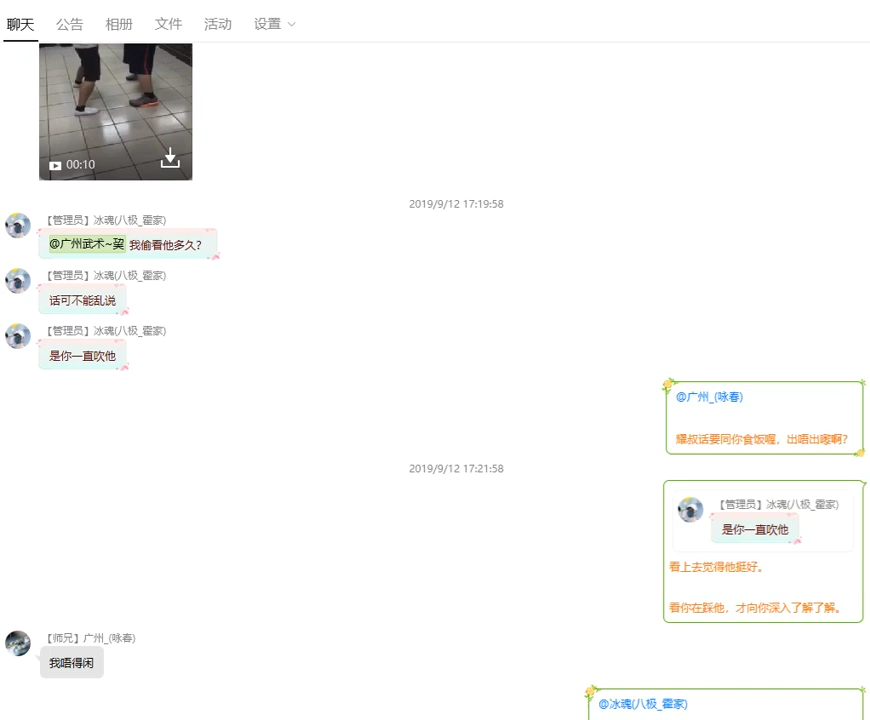 聊天 公告 相册 文件 活动 设置
00:10
2019/9/12 17:19:58
【管理员】冰魂(八极_霍家)
@广州武术~巭 我偷看他多久？
【管理员】冰魂(八极_霍家)
话可不能乱说
【管理员】冰魂(八极_霍家)
是你一直吹他
@广州_(咏春)
耀叔话要同你食饭喔，出唔出嚟啊?
2019/9/12 17:21:58
【管理员】冰魂(八极_霍家)
是你一直吹他
看上去觉得他挺好。
看你在踩他，才向你深入了解了解。
【师兄】广州_(咏春)
我唔得闲
@冰魂(八极_霍家)